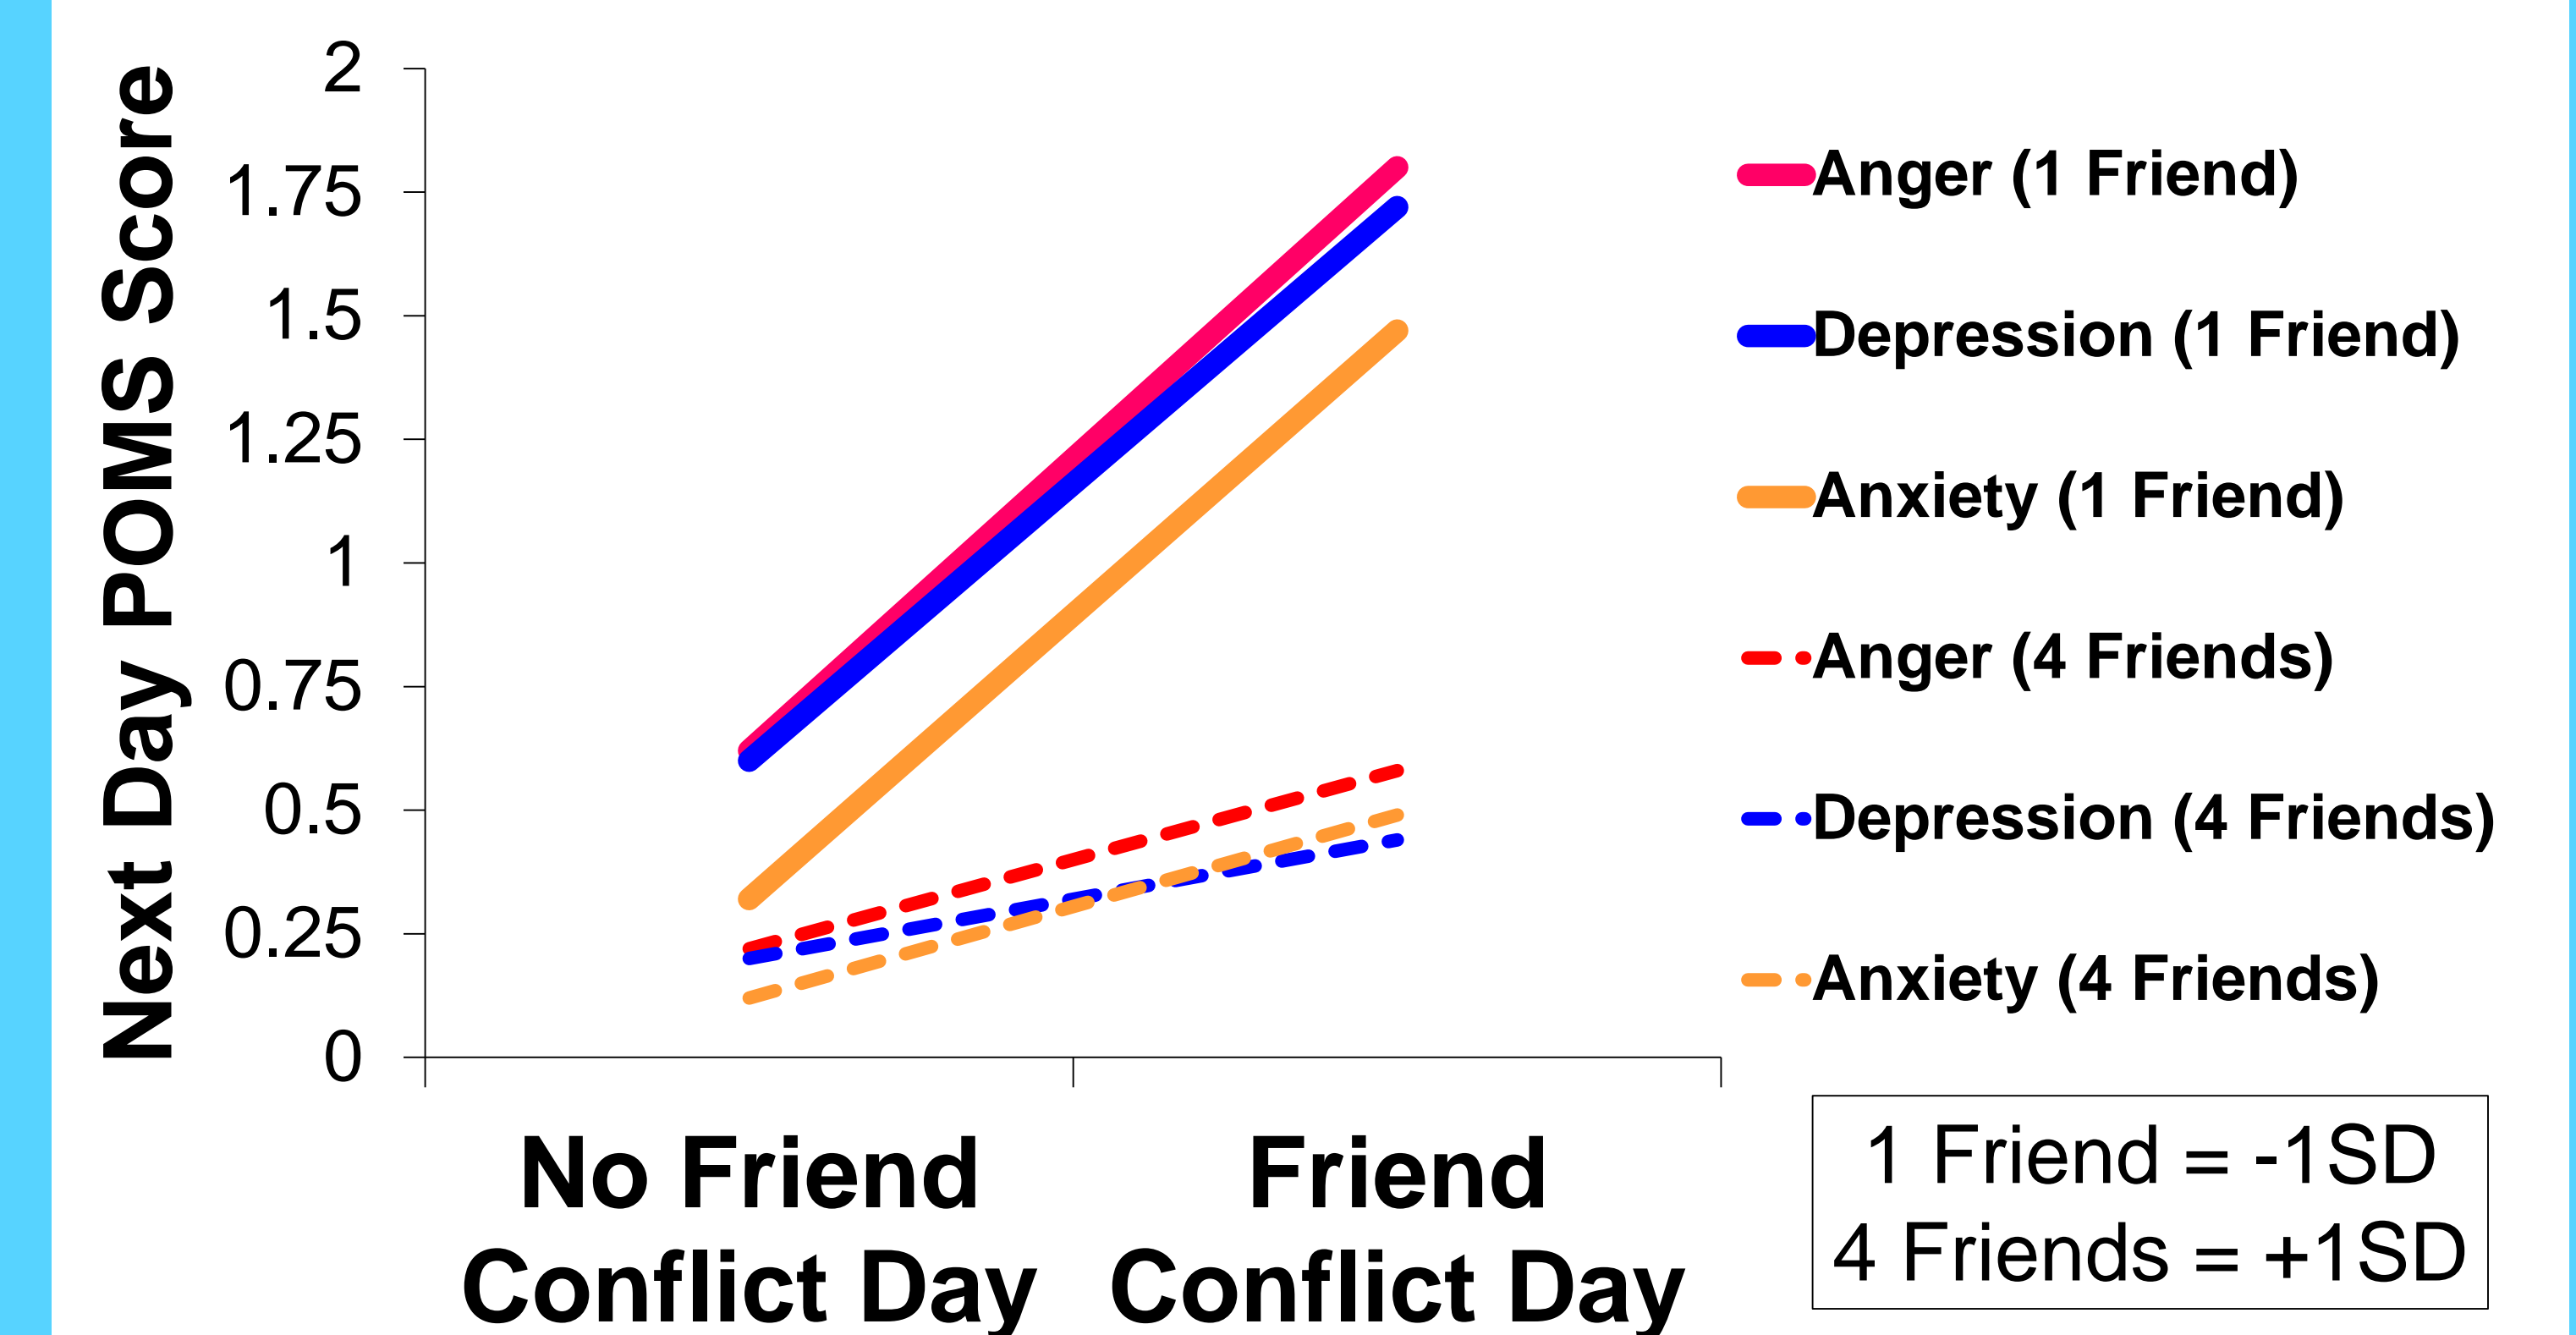 Next Day POMS Score
2
1.75
1.5
1.25
1
0.75
0.5
0.25
0
No Friend
Conflict Day
Friend
Conflict Day
Anger (1 Friend)
Depression (1 Friend)
Anxiety (1 Friend)
Anger (4 Friends)
Depression (4 Friends)
Anxiety (4 Friends)
1 Friend = -1SD
4 Friends = +1SD